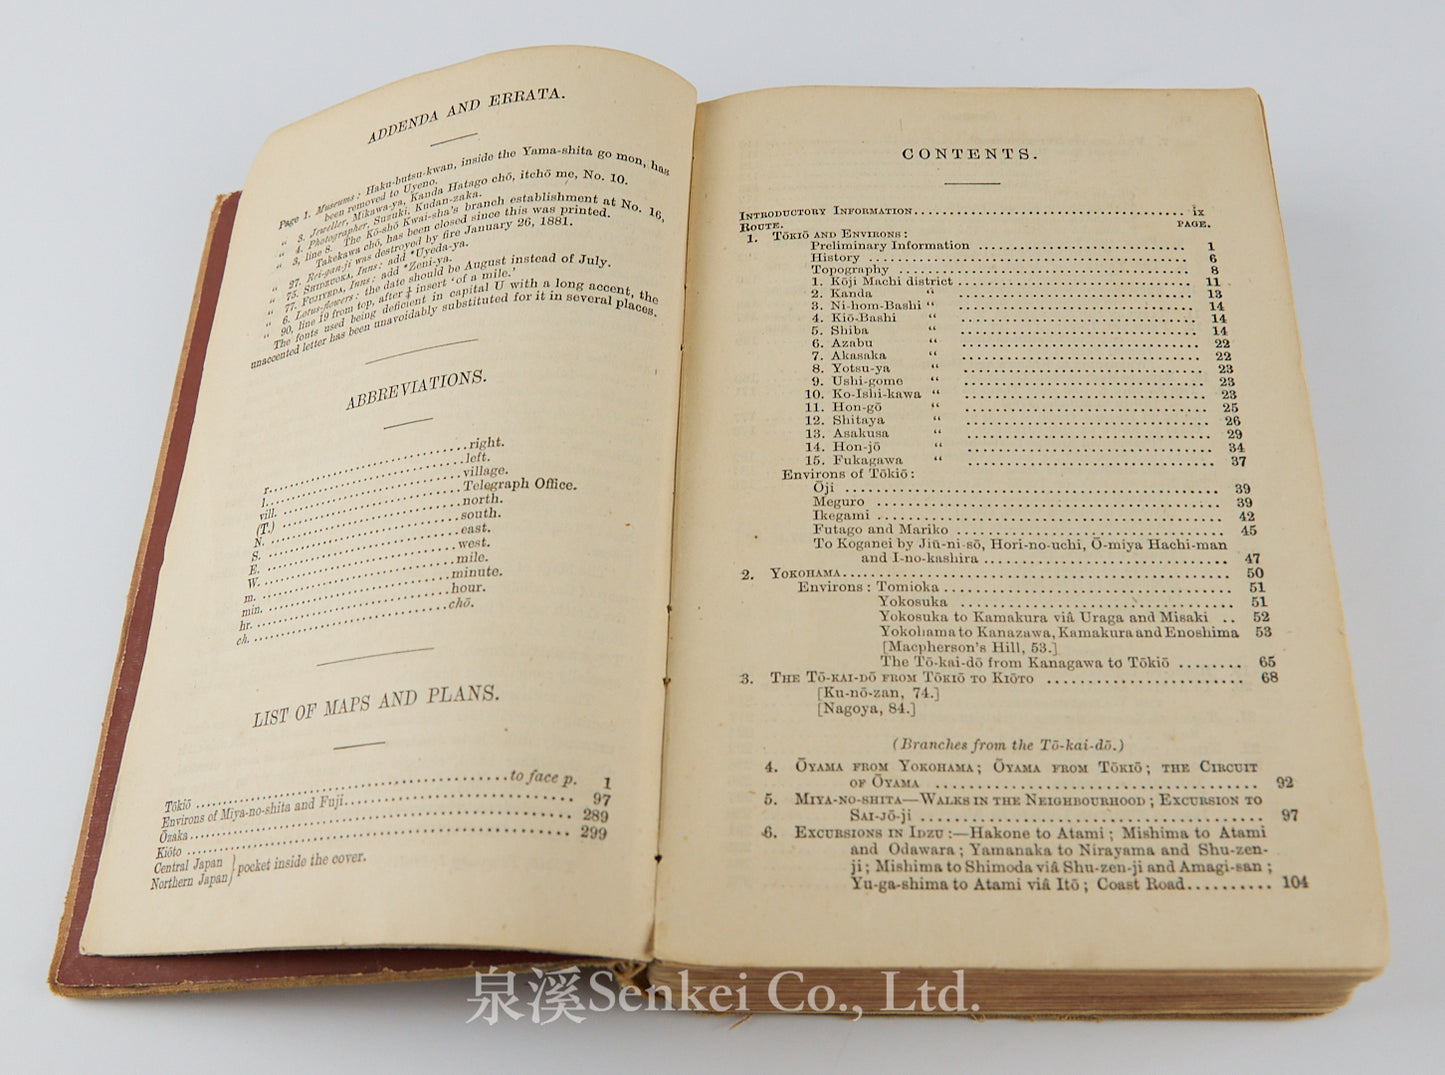 ADDENDA AND ERRATA.
Page 1. Museums: Haku-butsu-kwan, inside the Yama-shita go mon, has
been removed to Uyeno.
“ 3. Jeweller, Mikawa-ya, Kanda Hatago chō, itchō me, No. 10.
“ 4. Photographer, Suzuki, Kudan-zaka.
“ 3, line 8. The Kō-shō Kwai-sha's branch establishment at No. 16,
Takekawa chō, has been closed since this was printed.
“ 27. Rei-gan-ji was destroyed by fire January 26, 1881.
“ 75. SHIDZUOKA, Inns: add *Uyeda-ya.
“ 77. FUJIYEDA, Inns: add *Zeni-ya.
“ 6. Lotus-flowers: the date should be August instead of July.
“ 90, line 19 from top, after ¼ insert ‘of a mile.’
The fonts used being deficient in capital U with a long accent, the
unaccented letter has been unavoidably substituted for it in several places.
ABBREVIATIONS.
r. right.
l. left.
vill. village.
(T.) Telegraph Office.
N. north.
S. south.
E. east.
W. west.
m. mile.
min. minute.
hr. hour.
ch. chō.
LIST OF MAPS AND PLANS.
Tōkiō to face p. 1
Environs of Miya-no-shita and Fuji 97
Ōzaka 289
Kiōto 299
Central Japan } pocket inside the cover.
Northern Japan
CONTENTS.
INTRODUCTORY INFORMATION ix
ROUTE. PAGE.
1. TŌKIŌ AND ENVIRONS:
Preliminary Information 1
History 6
Topography 8
1. Kōji Machi district 11
2. Kanda “ 13
3. Ni-hom-Bashi “ 14
4. Kiō-Bashi “ 14
5. Shiba “ 14
6. Azabu “ 22
7. Akasaka “ 22
8. Yotsu-ya “ 23
9. Ushi-gome “ 23
10. Ko-Ishi-kawa “ 23
11. Hon-gō “ 25
12. Shitaya “ 26
13. Asakusa “ 29
14. Hon-jō “ 34
15. Fukagawa “ 37
Environs of Tōkiō:
Ōji 39
Meguro 39
Ikegami 42
Futago and Mariko 45
To Koganei by Jiū-ni-sō, Hori-no-uchi, Ō-miya Hachi-man
and I-no-kashira 47
2. YOKOHAMA 50
Environs: Tomioka 51
Yokosuka 51
Yokosuka to Kamakura viâ Uraga and Misaki 52
Yokohama to Kanazawa, Kamakura and Enoshima 53
[Macpherson's Hill, 53.]
The Tō-kai-dō from Kanagawa to Tōkiō 65
3. THE TŌ-KAI-DŌ FROM TŌKIŌ TO KIŌTO 68
[Ku-nō-zan, 74.]
[Nagoya, 84.]
(Branches from the Tō-kai-dō.)
4. ŌYAMA FROM YOKOHAMA; ŌYAMA FROM TŌKIŌ; THE CIRCUIT
OF ŌYAMA 92
5. MIYA-NO-SHITA—WALKS IN THE NEIGHBOURHOOD; EXCURSION TO
SAI-JŌ-JI 97
6. EXCURSIONS IN IDZU:—Hakone to Atami; Mishima to Atami
and Odawara; Yamanaka to Nirayama and Shu-zen-
ji; Mishima to Shimoda viâ Shu-zen-ji and Amagi-san;
Yu-ga-shima to Atami viâ Itō; Coast Road 104
泉溪Senkei Co., Ltd.